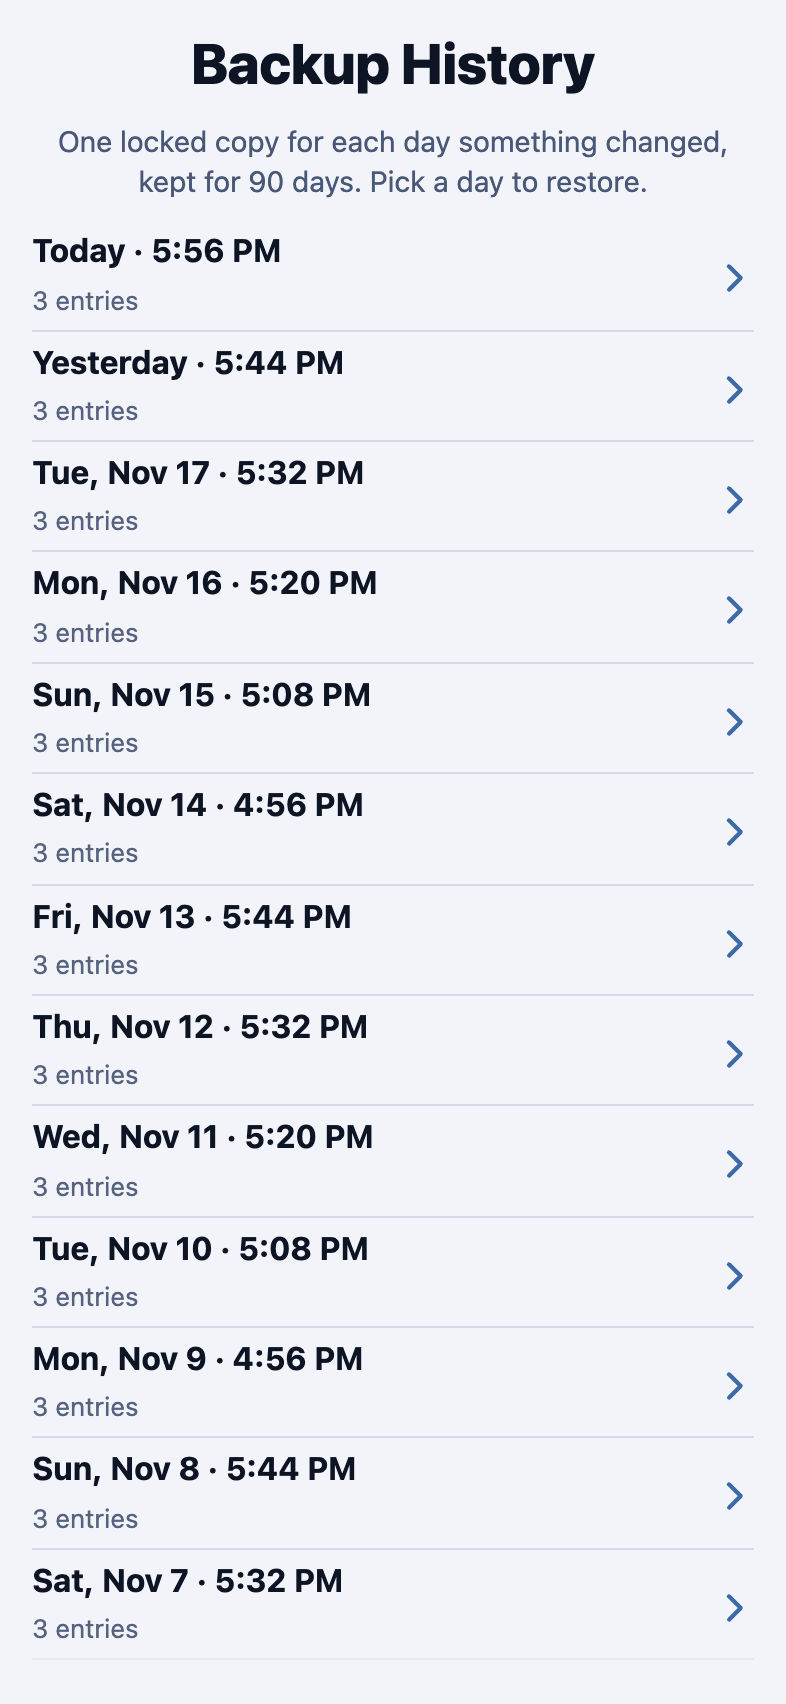 Backup History
One locked copy for each day something changed,
kept for 90 days. Pick a day to restore.
Today · 5:56 PM
3 entries
Yesterday · 5:44 PM
3 entries
Tue, Nov 17 · 5:32 PM
3 entries
Mon, Nov 16 · 5:20 PM
3 entries
Sun, Nov 15 · 5:08 PM
3 entries
Sat, Nov 14 · 4:56 PM
3 entries
Fri, Nov 13 · 5:44 PM
3 entries
Thu, Nov 12 · 5:32 PM
3 entries
Wed, Nov 11 · 5:20 PM
3 entries
Tue, Nov 10 · 5:08 PM
3 entries
Mon, Nov 9 · 4:56 PM
3 entries
Sun, Nov 8 · 5:44 PM
3 entries
Sat, Nov 7 · 5:32 PM
3 entries